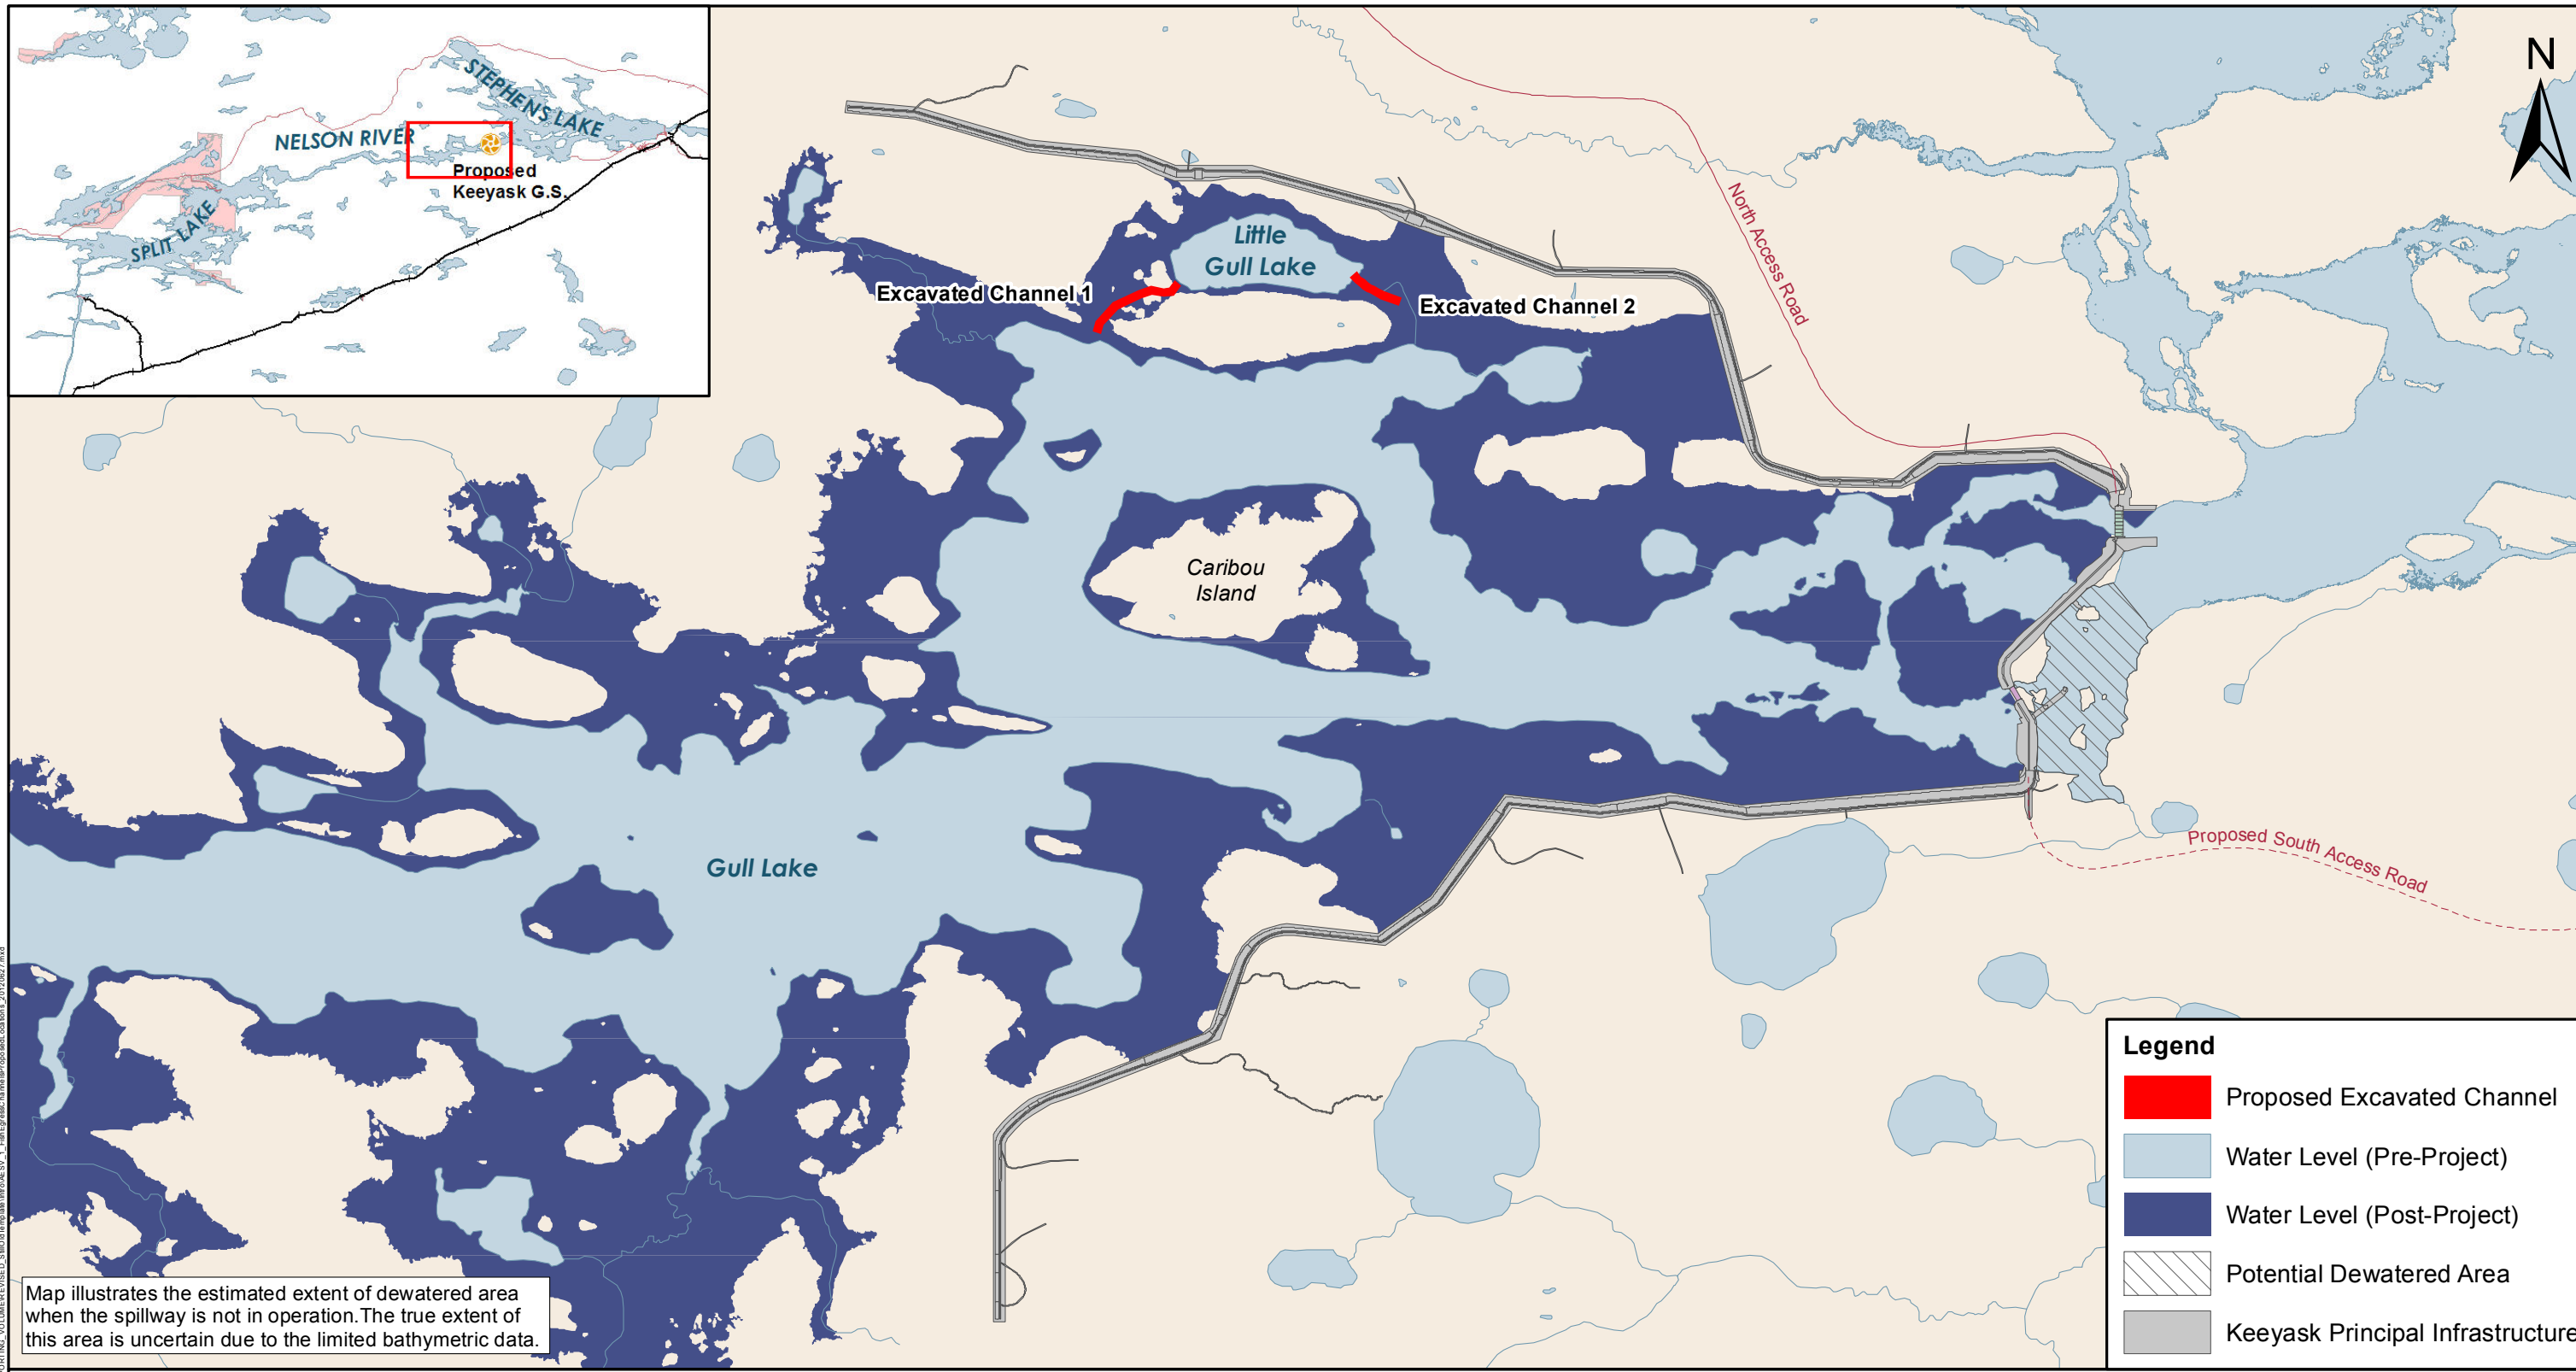 STEPHENS LAKE
NELSON RIVER
Proposed
Keeyask G.S.
SPLIT LAKE
N
North Access Road
Little
Gull Lake
Excavated Channel 1
Excavated Channel 2
Caribou
Island
Gull Lake
Proposed South Access Road
Legend
Proposed Excavated Channel
Water Level (Pre-Project)
Water Level (Post-Project)
Potential Dewatered Area
Keeyask Principal Infrastructure
Map illustrates the estimated extent of dewatered area
when the spillway is not in operation.The true extent of
this area is uncertain due to the limited bathymetric data.